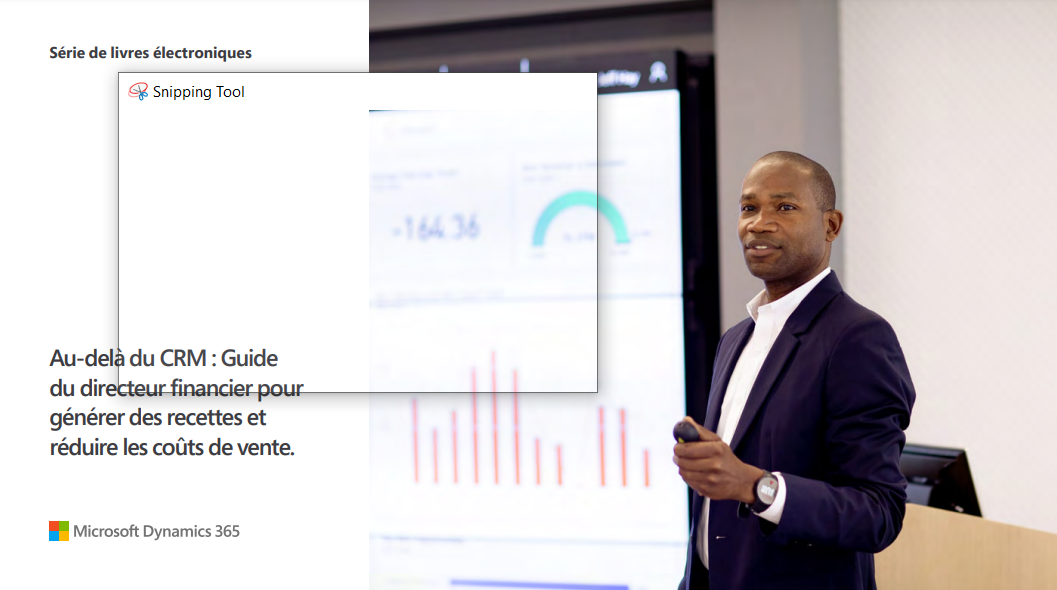 Série de livres électroniques
Snipping Tool
-164.36
Au-delà du CRM : Guide
du directeur financier pour
générer des recettes et
réduire les coûts de vente.
Microsoft Dynamics 365